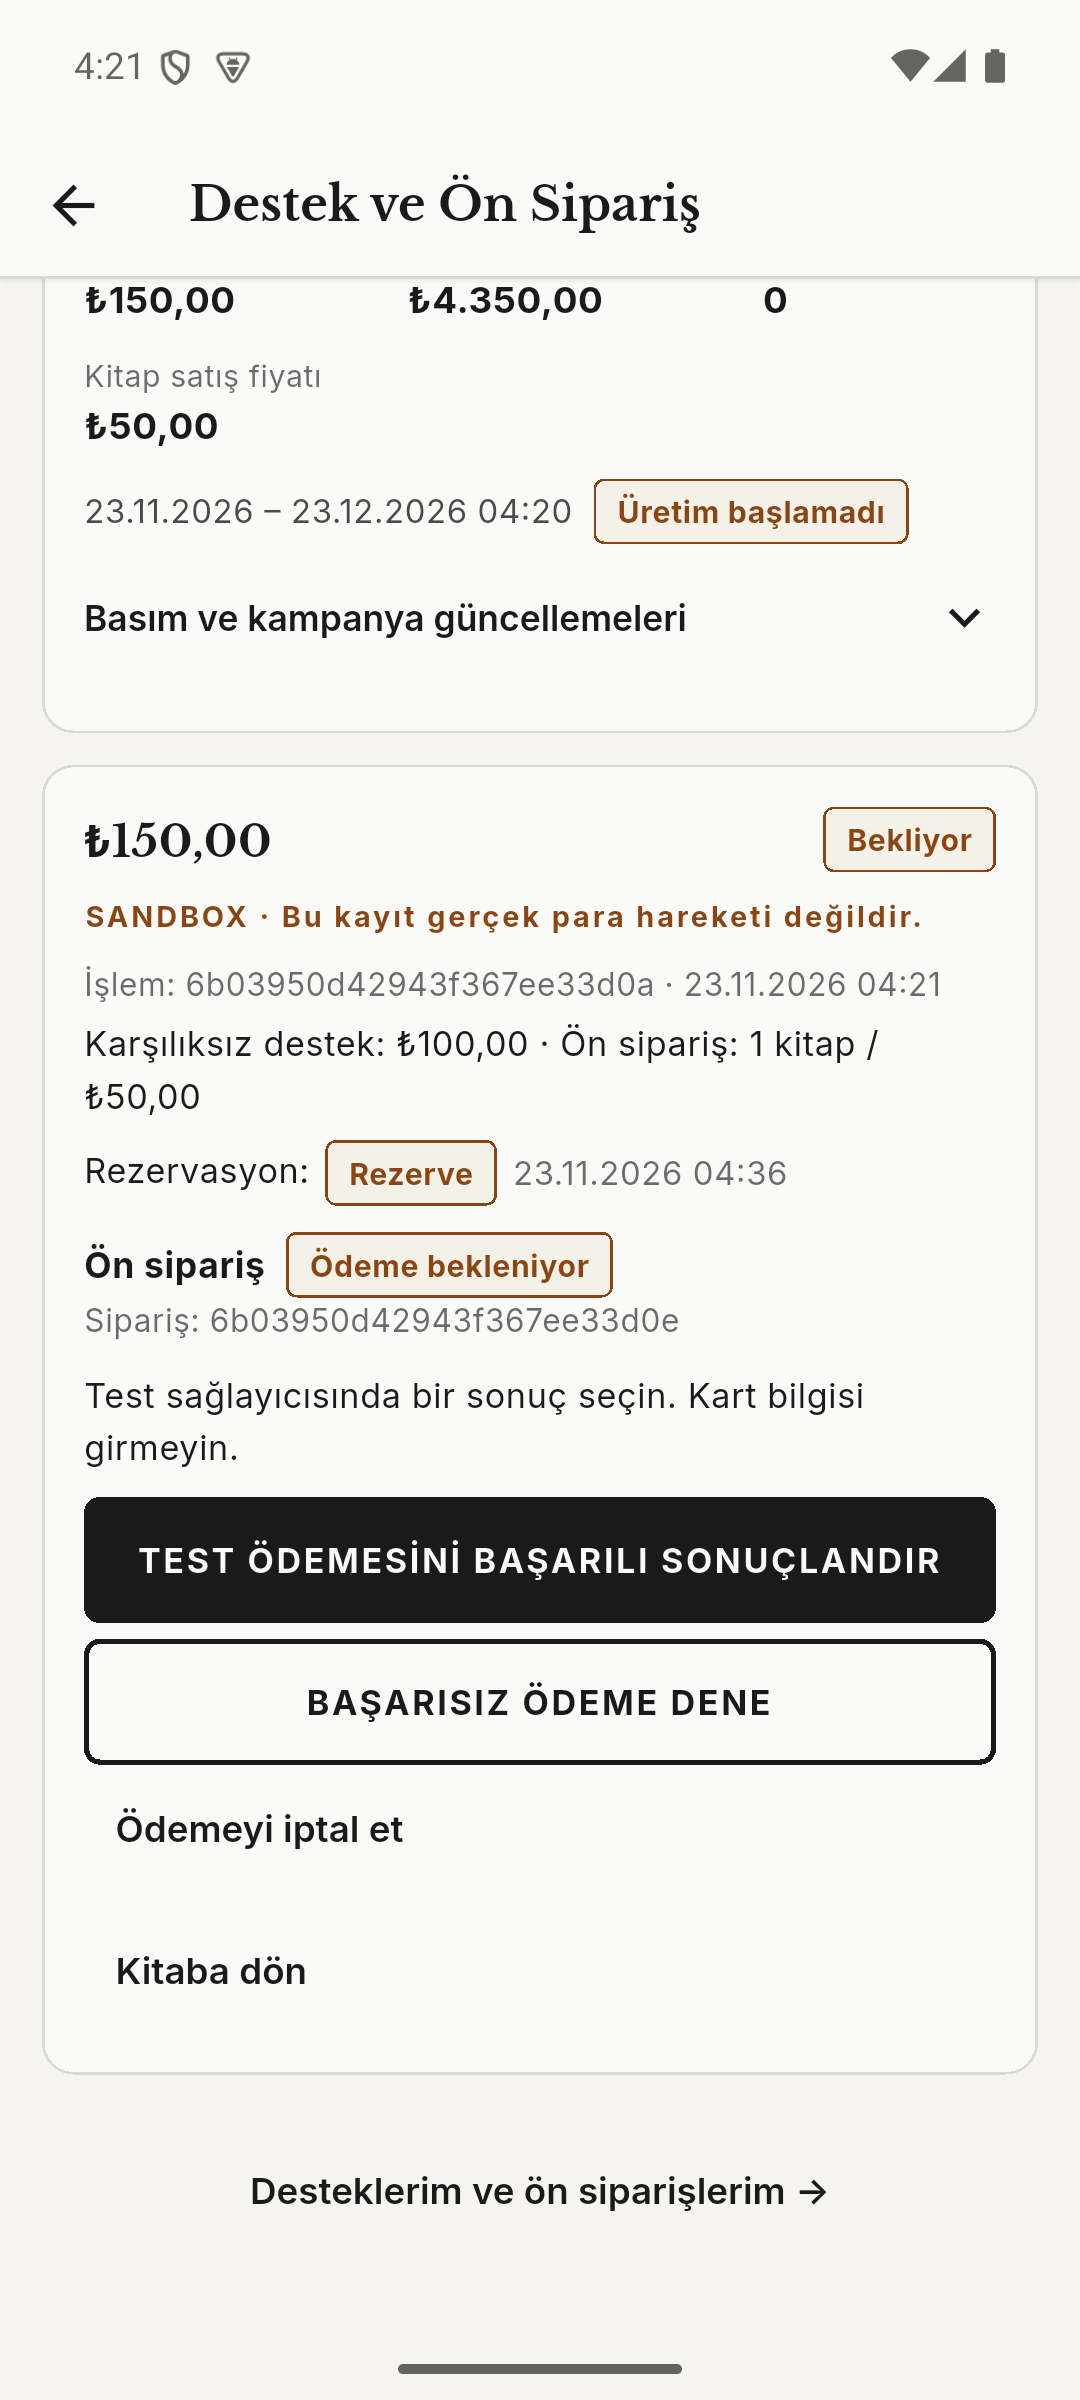 4:21
Destek ve Ön Sipariş
₺150,00 ₺4.350,00 0
Kitap satış fiyatı
₺50,00
23.11.2026 – 23.12.2026 04:20 Üretim başlamadı
Basım ve kampanya güncellemeleri
₺150,00 Bekliyor
SANDBOX · Bu kayıt gerçek para hareketi değildir.
İşlem: 6b03950d42943f367ee33d0a · 23.11.2026 04:21
Karşılıksız destek: ₺100,00 · Ön sipariş: 1 kitap /
₺50,00
Rezervasyon: Rezerve 23.11.2026 04:36
Ön sipariş Ödeme bekleniyor
Sipariş: 6b03950d42943f367ee33d0e
Test sağlayıcısında bir sonuç seçin. Kart bilgisi
girmeyin.
TEST ÖDEMESİNİ BAŞARILI SONUÇLANDIR
BAŞARISIZ ÖDEME DENE
Ödemeyi iptal et
Kitaba dön
Desteklerim ve ön siparişlerim →